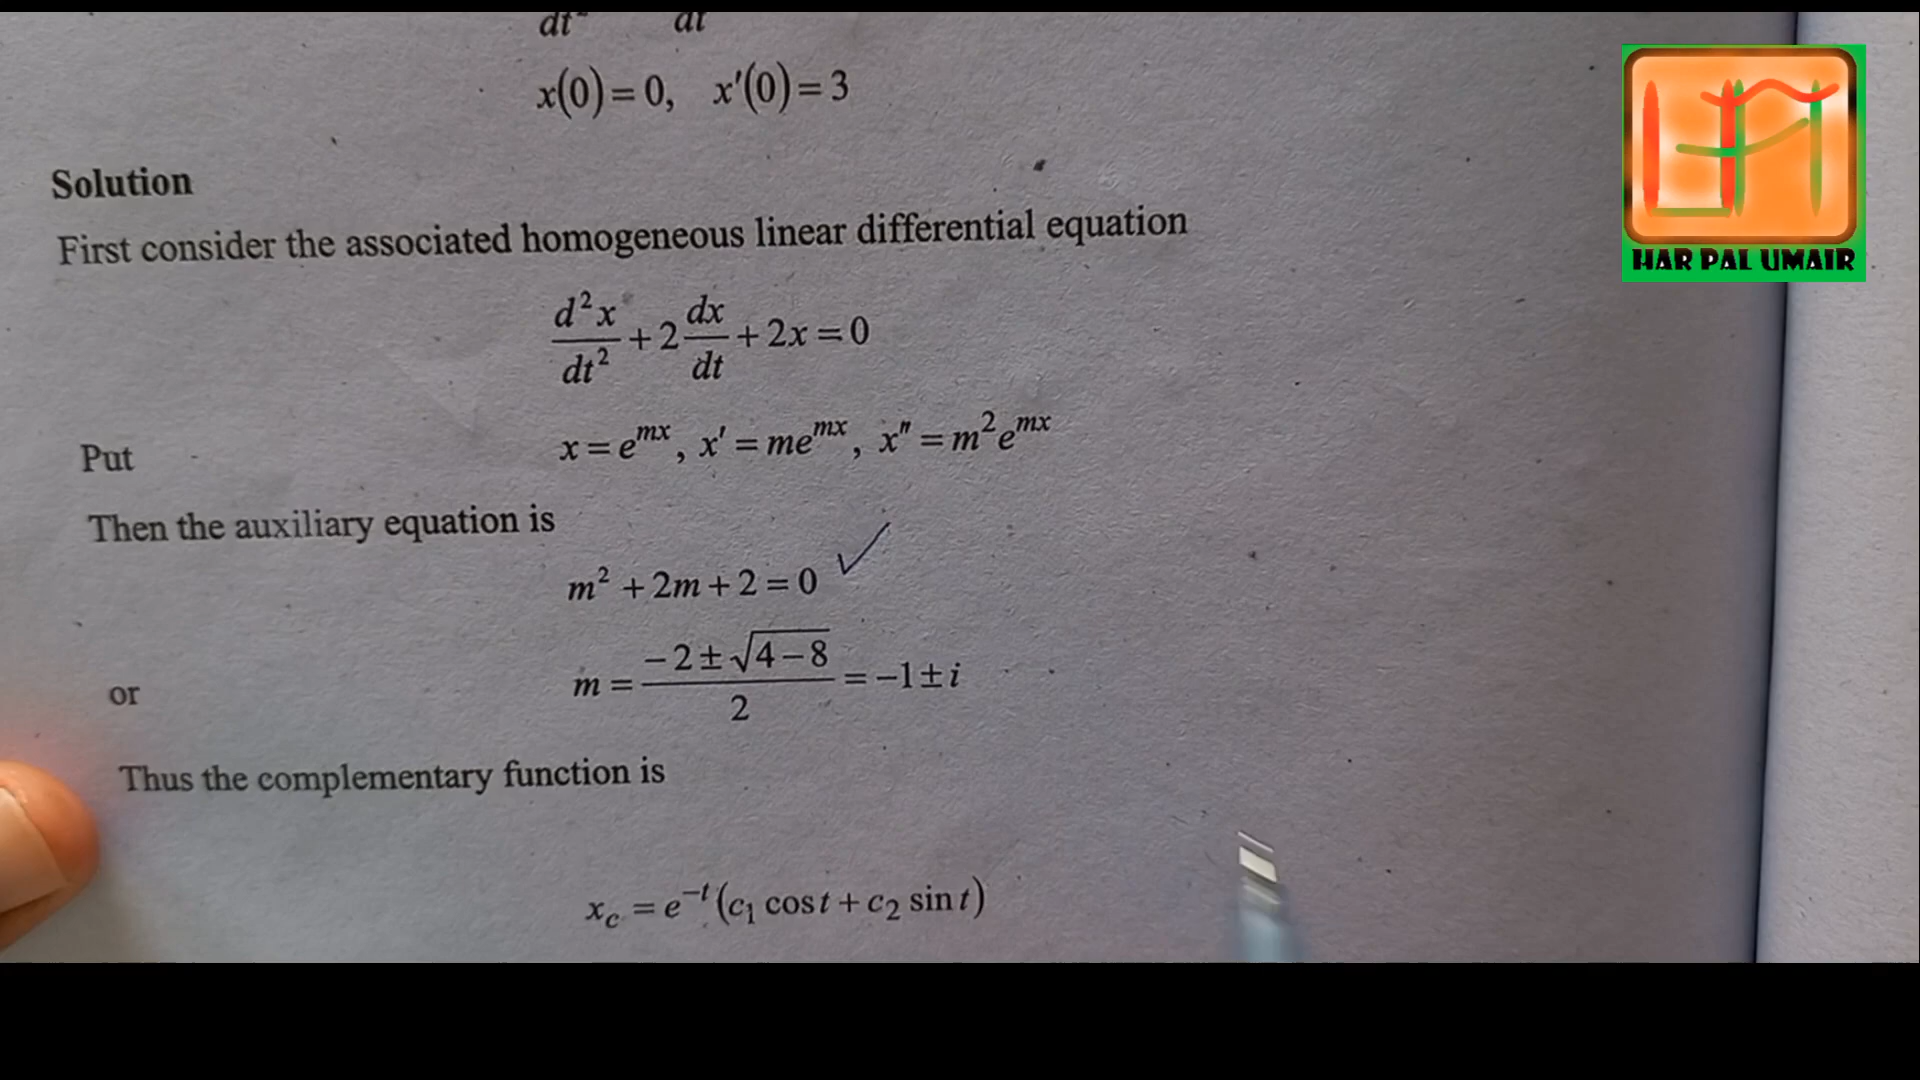 dt² dt
x(0) = 0, x′(0) = 3
Solution
First consider the associated homogeneous linear differential equation
d²x/dt² + 2 dx/dt + 2x = 0
Put x = e^{mx}, x′ = me^{mx}, x″ = m²e^{mx}
Then the auxiliary equation is
m² + 2m + 2 = 0 ✓
or m = (−2 ± √(4 − 8))/2 = −1 ± i
Thus the complementary function is
x_c = e^{−t}(c₁ cos t + c₂ sin t)
HAR PAL UMAIR